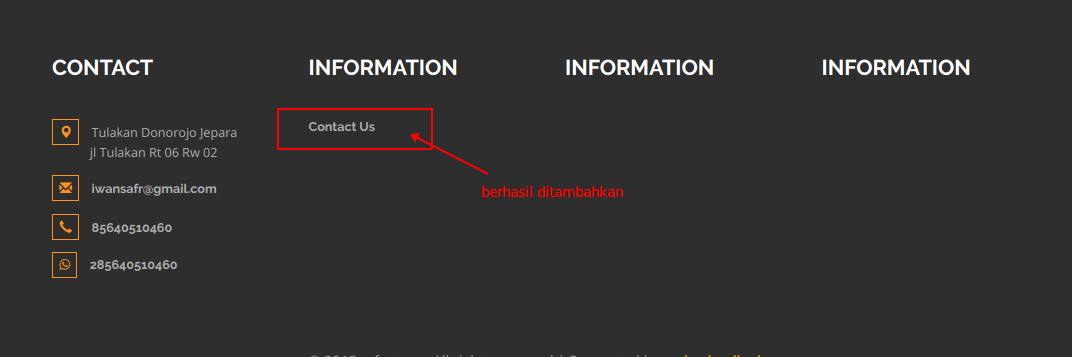 CONTACT
INFORMATION
INFORMATION
INFORMATION
Tulakan Donorojo Jepara
jl Tulakan Rt 06 Rw 02
iwansafr@gmail.com
85640510460
285640510460
Contact Us
berhasil ditambahkan